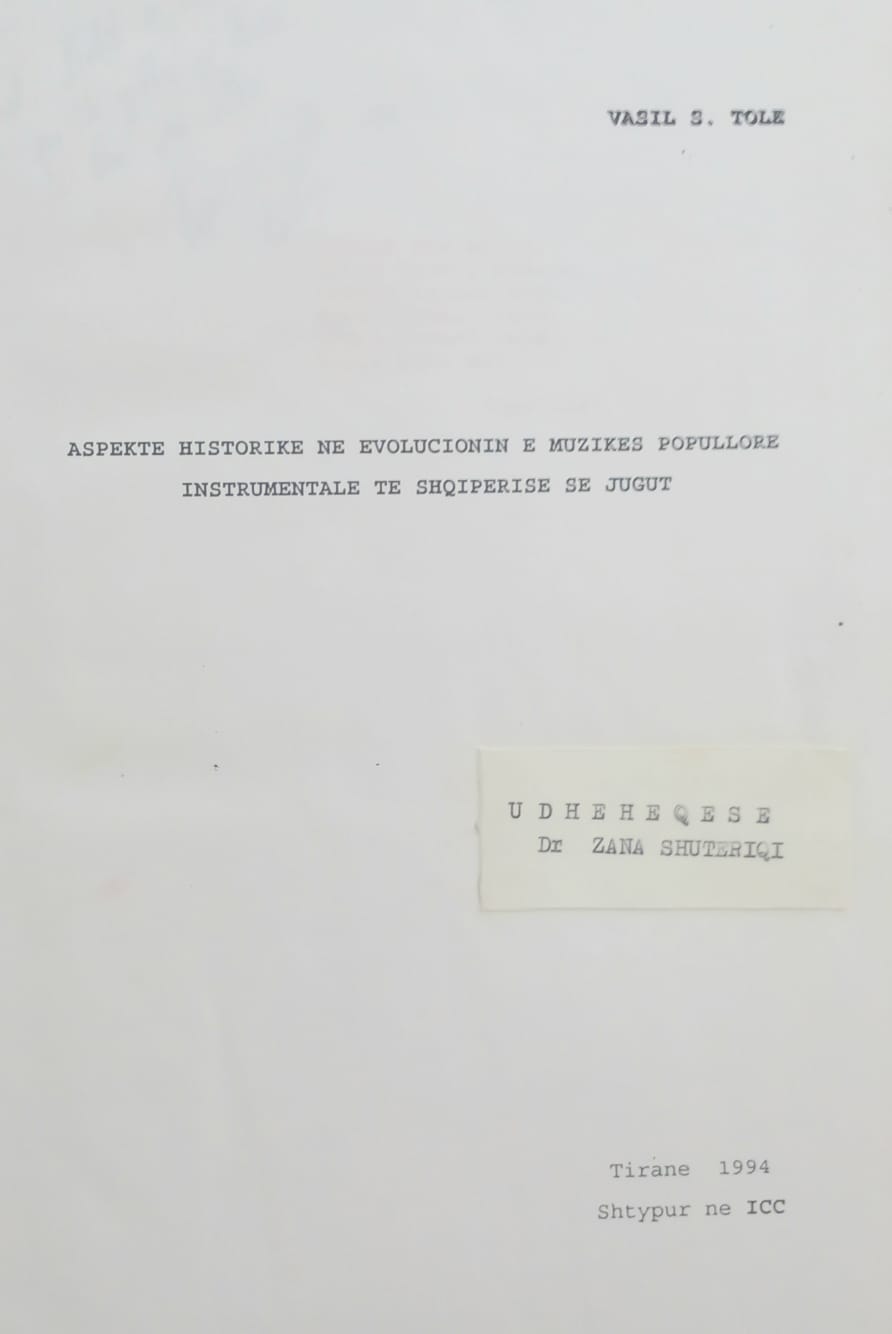 VASIL S. TOLE
ASPEKTE HISTORIKE NE EVOLUCIONIN E MUZIKES POPULLORE
INSTRUMENTALE TE SHQIPERISE SE JUGUT
U D H E H E Q E S E
Dr ZANA SHUTERIQI
Tirane 1994
Shtypur ne ICC